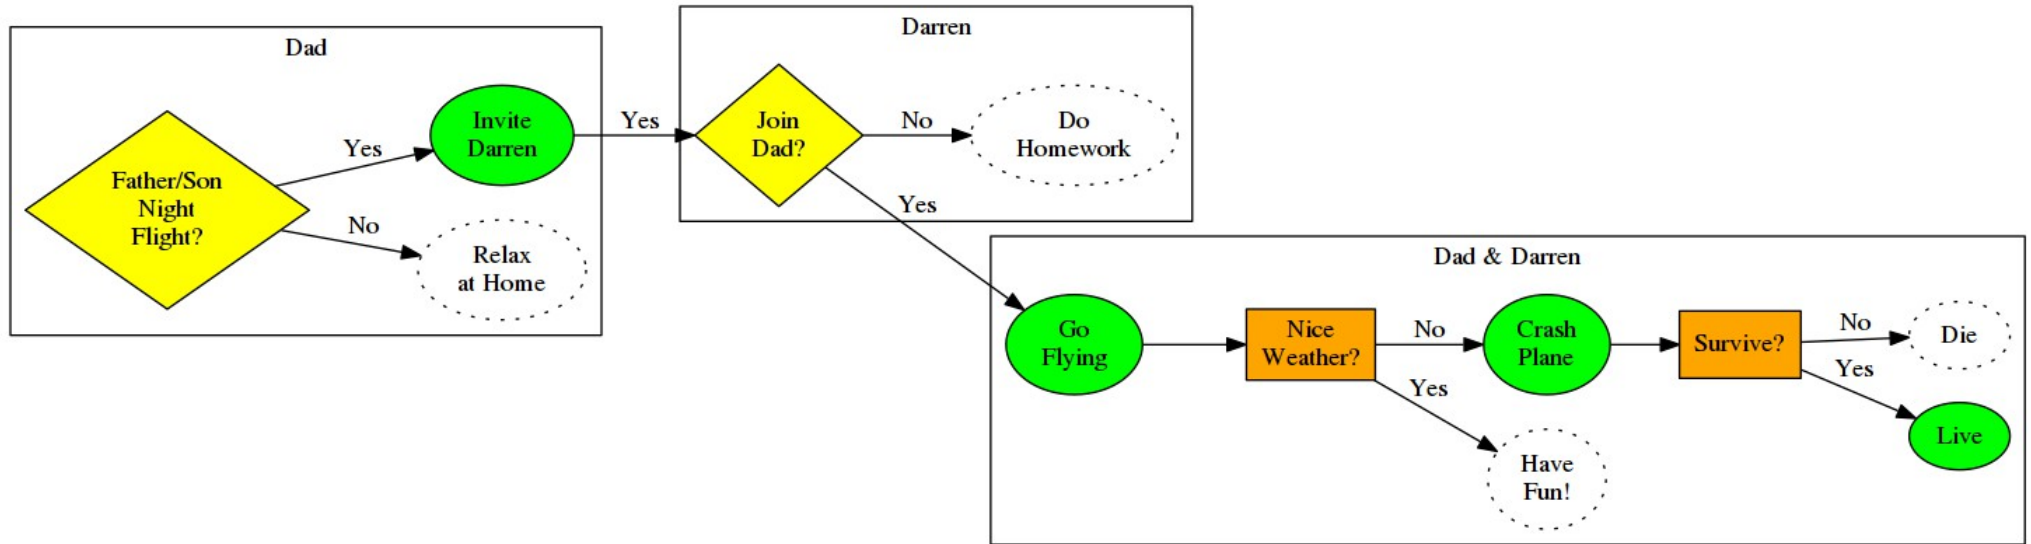 Dad
Father/Son
Night
Flight?
Yes
No
Invite
Darren
Relax
at Home
Yes
Darren
Join
Dad?
No
Do
Homework
Yes
Dad & Darren
Go
Flying
Nice
Weather?
No
Yes
Crash
Plane
Have
Fun!
Survive?
No
Yes
Die
Live